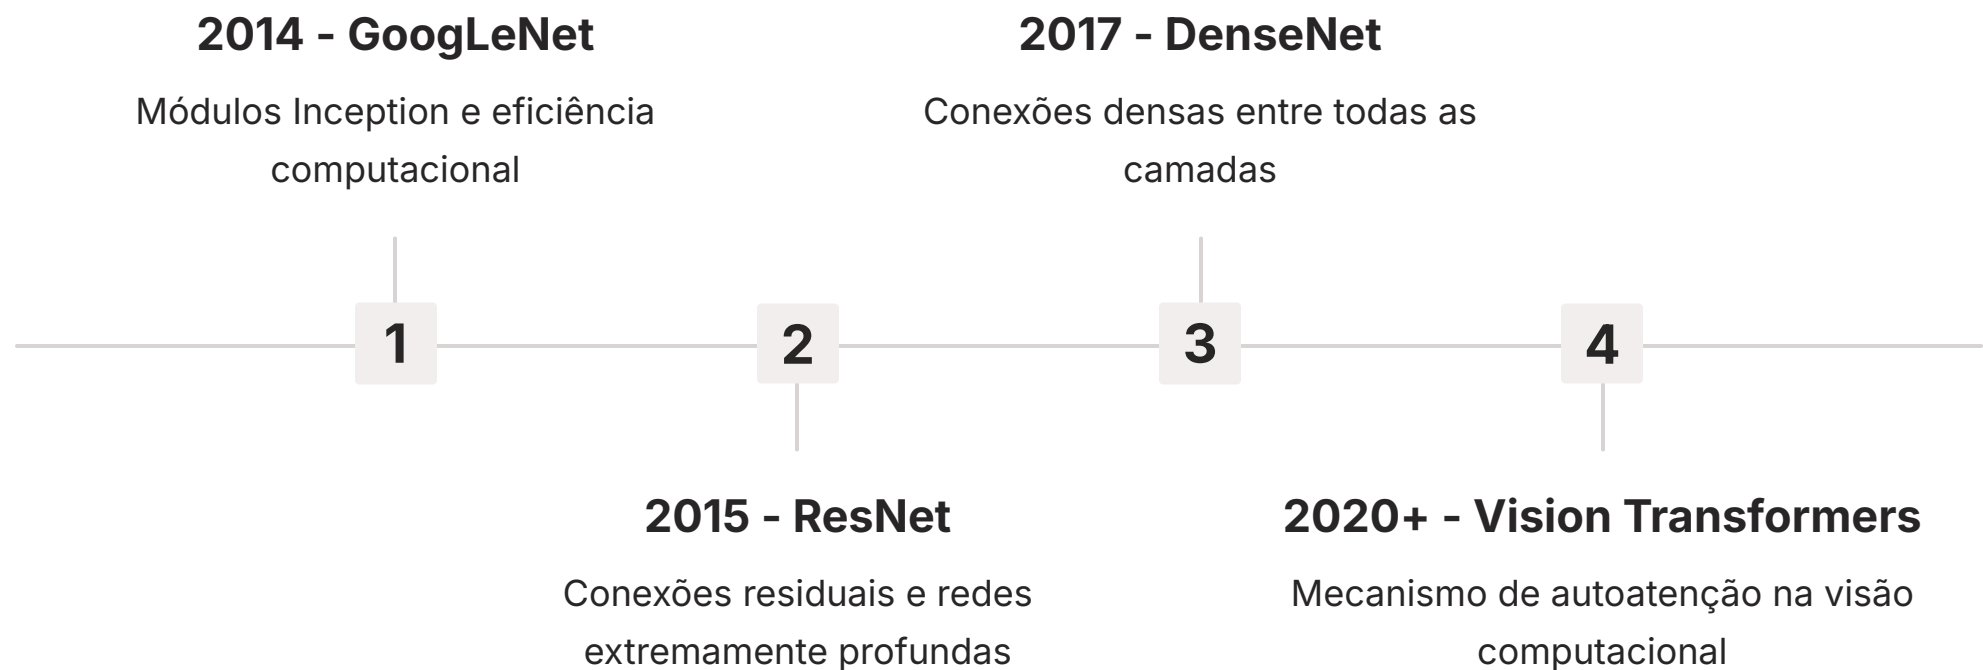 2014 - GoogLeNet
Módulos Inception e eficiência
computacional
2017 - DenseNet
Conexões densas entre todas as
camadas
1
2
3
4
2015 - ResNet
Conexões residuais e redes
extremamente profundas
2020+ - Vision Transformers
Mecanismo de autoatenção na visão
computacional